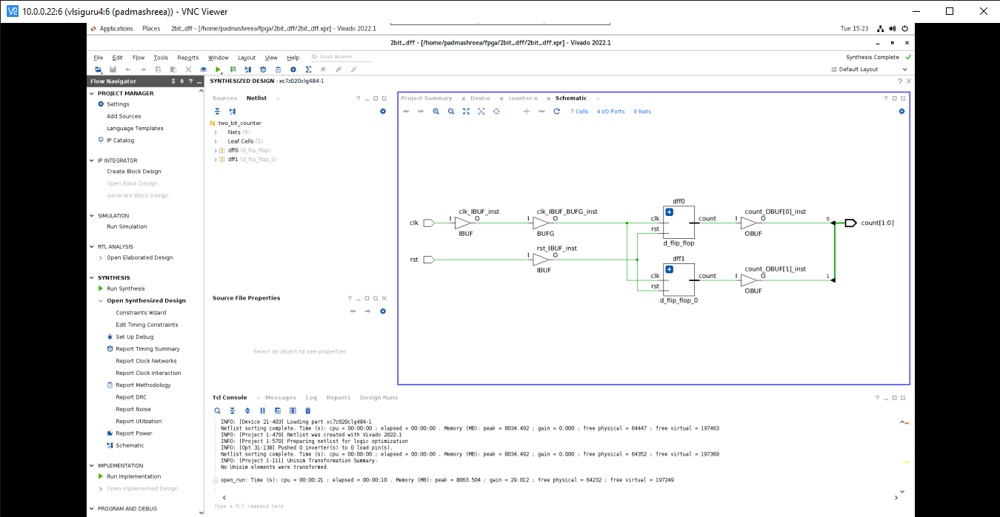 10.0.0.22:6 (vlsiguru4:6 (padmashreea)) - VNC Viewer
Applications Places 2bit_dff - [/home/padmashreea/fpga/2bit_dff/2bit_dff.xpr] - Vivado 2022.1 Tue 15:23
2bit_dff - [/home/padmashreea/fpga/2bit_dff/2bit_dff.xpr] - Vivado 2022.1
File Edit Flow Tools Reports Window Layout View Help Quick Access Synthesis Complete
Default Layout
Flow Navigator
PROJECT MANAGER
Settings
Add Sources
Language Templates
IP Catalog
IP INTEGRATOR
Create Block Design
Open Block Design
Generate Block Design
SIMULATION
Run Simulation
RTL ANALYSIS
Open Elaborated Design
SYNTHESIS
Run Synthesis
Open Synthesized Design
Constraints Wizard
Edit Timing Constraints
Set Up Debug
Report Timing Summary
Report Clock Networks
Report Clock Interaction
Report Methodology
Report DRC
Report Noise
Report Utilization
Report Power
Schematic
IMPLEMENTATION
Run Implementation
Open Implemented Design
PROGRAM AND DEBUG
SYNTHESIZED DESIGN - xc7z020clg484-1
Sources Netlist
N two_bit_counter
Nets (9)
Leaf Cells (5)
dff0 (d_flip_flop)
dff1 (d_flip_flop_0)
Source File Properties
Select an object to see properties
Project Summary Device counter.v Schematic
7 Cells 4 I/O Ports 9 Nets
dff0
clk_IBUF_inst clk_IBUF_BUFG_inst count_OBUF[0]_inst
clk I O I O clk count I O 0 count[1:0]
IBUF BUFG rst OBUF
d_flip_flop
rst_IBUF_inst
rst I O dff1
IBUF count_OBUF[1]_inst
clk count I O 1
rst OBUF
d_flip_flop_0
Tcl Console Messages Log Reports Design Runs
INFO: [Device 21-403] Loading part xc7z020clg484-1
Netlist sorting complete. Time (s): cpu = 00:00:00 ; elapsed = 00:00:00 . Memory (MB): peak = 8034.492 ; gain = 0.000 ; free physical = 64447 ; free virtual = 197463
INFO: [Project 1-479] Netlist was created with Vivado 2022.1
INFO: [Project 1-570] Preparing netlist for logic optimization
INFO: [Opt 31-138] Pushed 0 inverter(s) to 0 load pin(s).
Netlist sorting complete. Time (s): cpu = 00:00:00 ; elapsed = 00:00:00 . Memory (MB): peak = 8034.492 ; gain = 0.000 ; free physical = 64352 ; free virtual = 197369
INFO: [Project 1-111] Unisim Transformation Summary:
No Unisim elements were transformed.
open_run: Time (s): cpu = 00:00:21 ; elapsed = 00:00:10 . Memory (MB): peak = 8063.504 ; gain = 29.012 ; free physical = 64232 ; free virtual = 197249
Type a Tcl command here